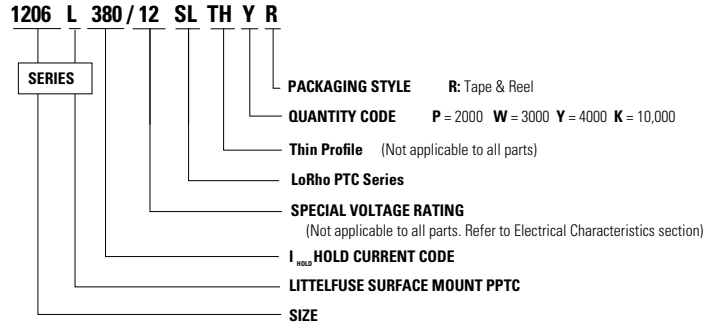 1206 L 380 / 12 SL TH Y R
SERIES
PACKAGING STYLE R: Tape & Reel
QUANTITY CODE P = 2000 W = 3000 Y = 4000 K = 10,000
Thin Profile (Not applicable to all parts)
LoRho PTC Series
SPECIAL VOLTAGE RATING
(Not applicable to all parts. Refer to Electrical Characteristics section)
I HOLD HOLD CURRENT CODE
LITTELFUSE SURFACE MOUNT PPTC
SIZE